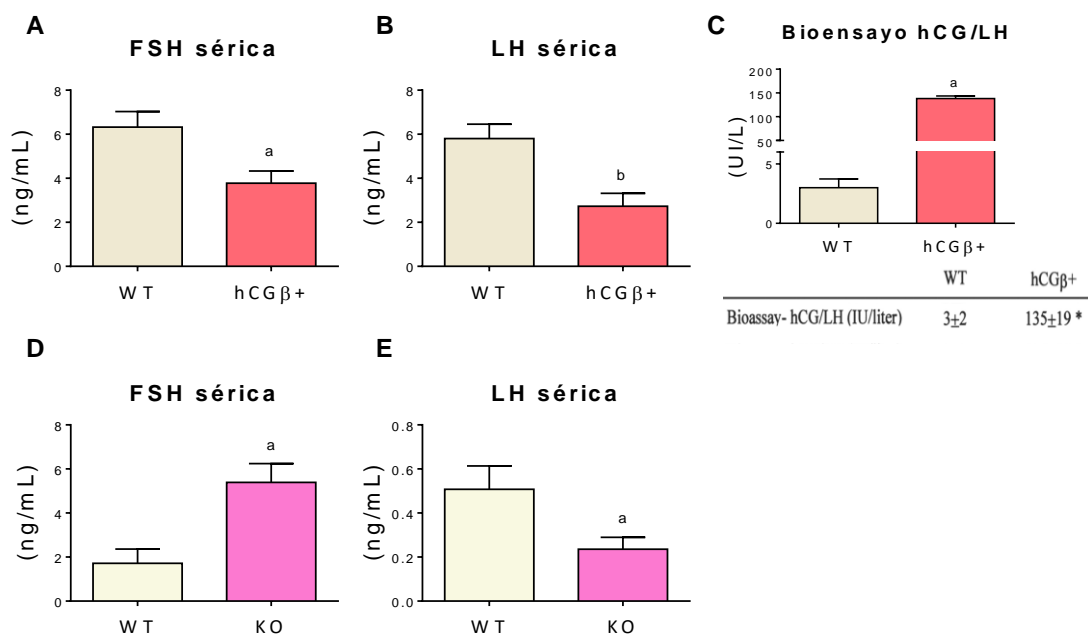 A
FSH sérica
(ng/mL)
8
6
4
2
0
a
WT
hCGβ+
B
LH sérica
(ng/mL)
8
6
4
2
0
b
WT
hCGβ+
C
Bioensayo hCG/LH
(UI/L)
200
150
100
50
5
0
a
WT
hCGβ+
WT hCGβ+
Bioassay- hCG/LH (IU/liter) 3±2 135±19 *
D
FSH sérica
(ng/mL)
8
6
4
2
0
a
WT
KO
E
LH sérica
(ng/mL)
0.8
0.6
0.4
0.2
0.0
a
WT
KO